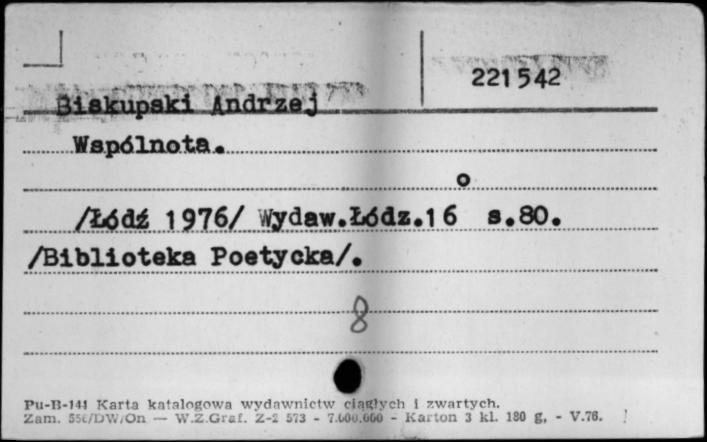 221542
Biskupski Andrzej
Wspólnota.
o
/Łódź 1976/ Wydaw.Łódz.16 s.80.
/Biblioteka Poetycka/.
8
Pu-B-141 Karta katalogowa wydawnictw ciągłych i zwartych.
Zam. 556/DW/On — W.Z.Graf. Z-2 573 - 7.000.000 - Karton 3 kl. 180 g, - V.76.